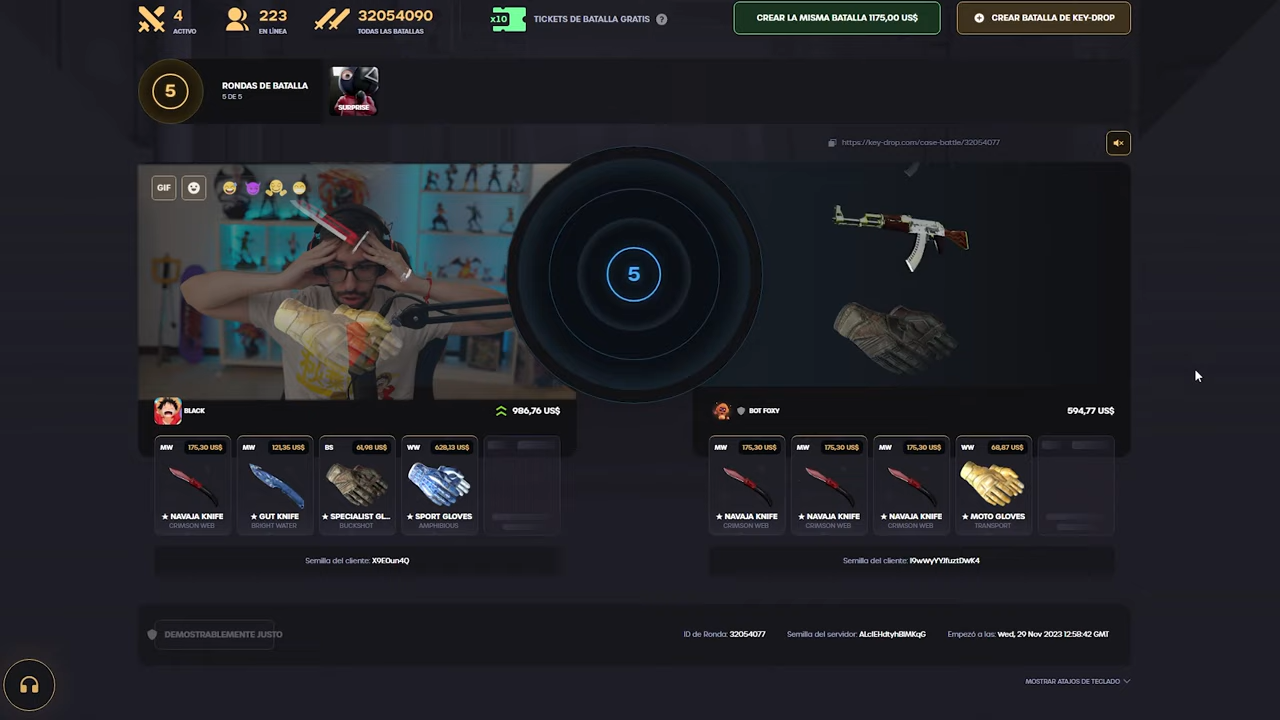 4
ACTIVO
223
EN LÍNEA
32054090
TODAS LAS BATALLAS
x10
TICKETS DE BATALLA GRATIS ?
CREAR LA MISMA BATALLA 1175,00 US$
CREAR BATALLA DE KEY-DROP
5
RONDAS DE BATALLA
5 DE 5
SURPRISE
https://key-drop.com/case-battle/32054077
GIF
5
BLACK
986,76 US$
BOT FOXY
594,77 US$
MW 175,30 US$
MW 121,35 US$
BS 61,98 US$
WW 628,13 US$
MW 175,30 US$
MW 175,30 US$
MW 175,30 US$
WW 68,87 US$
★ NAVAJA KNIFE
CRIMSON WEB
★ GUT KNIFE
BRIGHT WATER
★ SPECIALIST GL...
BUCKSHOT
★ SPORT GLOVES
AMPHIBIOUS
★ NAVAJA KNIFE
CRIMSON WEB
★ NAVAJA KNIFE
CRIMSON WEB
★ NAVAJA KNIFE
CRIMSON WEB
★ MOTO GLOVES
TRANSPORT
Semilla del cliente: X9EOun4Q
Semilla del cliente:
DEMOSTRABLEMENTE JUSTO
ID de Ronda: 32054077
Semilla del servidor:
Empezó a las: Wed, 29 Nov 2023 12:58:42 GMT
MOSTRAR ATAJOS DE TECLADO